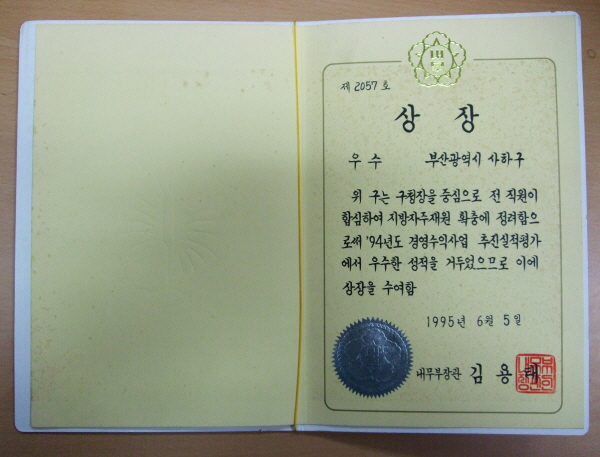 제 2057 호
상 장
우 수 부산광역시 사하구
위 구는 구청장을 중심으로 전 직원이
합심하여 지방자주재원 확충에 정려함으
로써 '94년도 경영수익사업 추진실적평가
에서 우수한 성적을 거두었으므로 이에
상장을 수여함
1995년 6월 5일
내무부장관 김 용 태